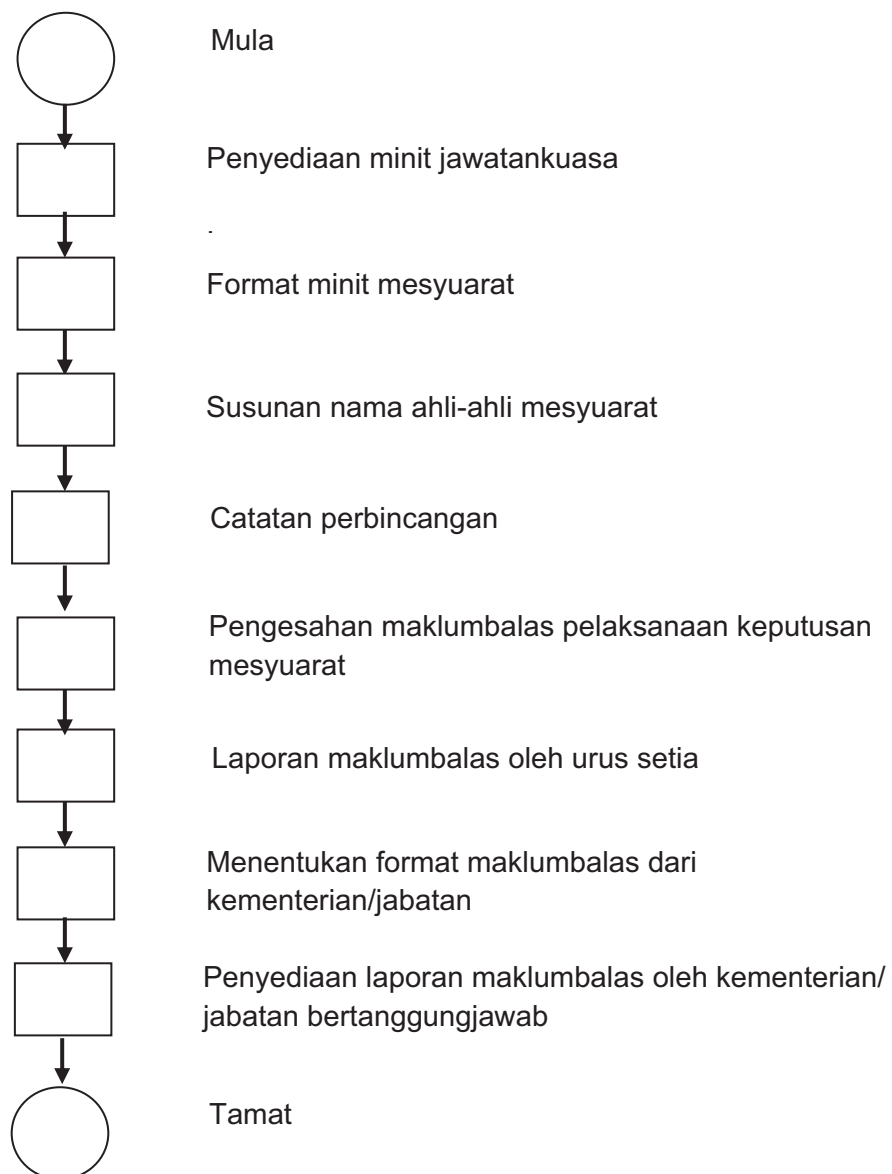 Mula
Penyediaan minit jawatankuasa
.
Format minit mesyuarat
Susunan nama ahli-ahli mesyuarat
Catatan perbincangan
Pengesahan maklumbalas pelaksanaan keputusan
mesyuarat
Laporan maklumbalas oleh urus setia
Menentukan format maklumbalas dari
kementerian/jabatan
Penyediaan laporan maklumbalas oleh kementerian/
jabatan bertanggungjawab
Tamat